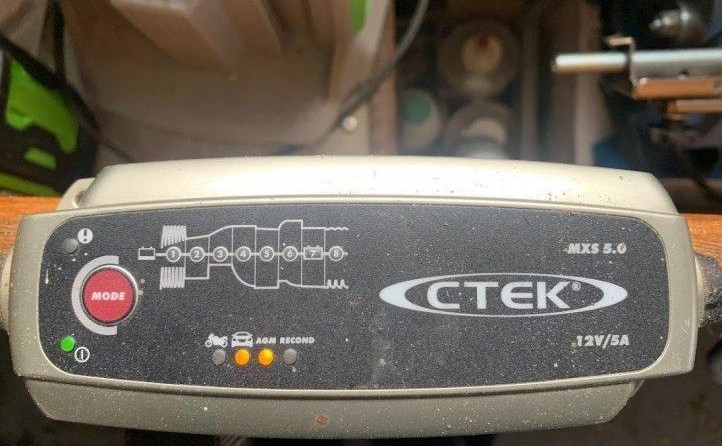 1 2 3 4 5 6 7 8
MXS 5.0
MODE
CTEK®
AGM RECOND
12V/5A